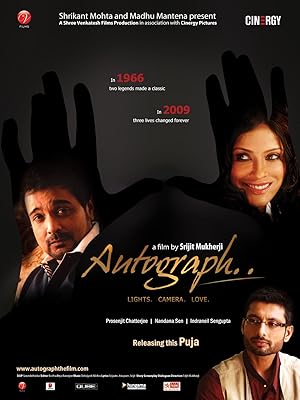 Shrikant Mohta and Madhu Mantena present
A Shree Venkatesh Films Production in association with Cinergy Pictures
FILMS
CINERGY
In 1966
two legends made a classic
In 2009
three lives changed forever
a film by Srijit Mukherji
Autograph..
LIGHTS. CAMERA. LOVE.
Prosenjit Chatterjee | Nandana Sen | Indraneil Sengupta
Releasing this Puja
www.autographthefilm.com